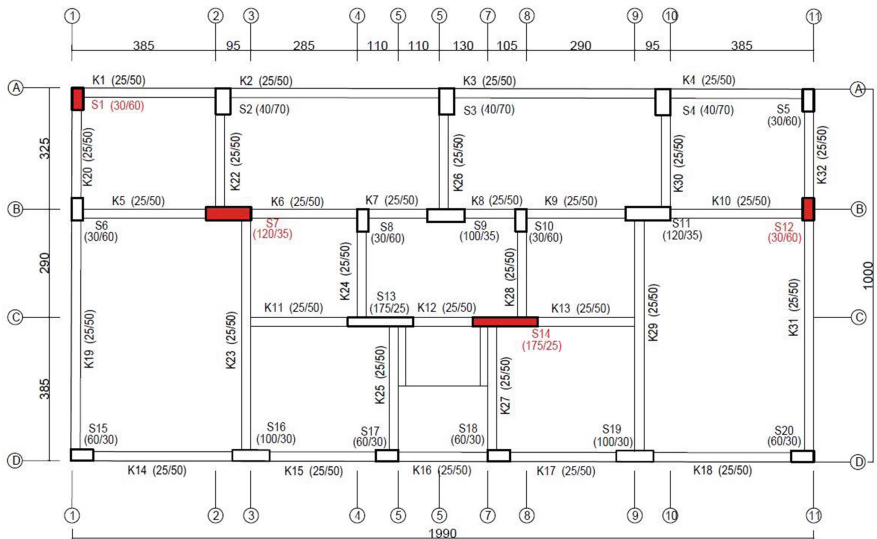 1 2 3 4 5 5 7 8 9 10 11
385 95 285 110 110 130 105 290 95 385
A K1 (25/50) K2 (25/50) K3 (25/50) K4 (25/50) A
S1 (30/60) S2 (40/70) S3 (40/70) S4 (40/70) S5
(30/60)
325 K20 (25/50) K22 (25/50) K26 (25/50) K30 (25/50) K32 (25/50)
B K5 (25/50) K6 (25/50) K7 (25/50) K8 (25/50) K9 (25/50) K10 (25/50) B
S6 S7 S8 S9 S10 S11 S12
(30/60) (120/35) (30/60) (100/35) (30/60) (120/35) (30/60)
290 K24 (25/50) K28 (25/50) 1000
S13
(175/25)
C K11 (25/50) K12 (25/50) K13 (25/50) C
S14
(175/25)
K19 (25/50) K23 (25/50) K29 (25/50) K31 (25/50)
385 K25 (25/50) K27 (25/50)
S15 S16 S17 S18 S19 S20
(60/30) (100/30) (60/30) (60/30) (100/30) (60/30)
D K14 (25/50) K15 (25/50) K16 (25/50) K17 (25/50) K18 (25/50) D
1 2 3 4 5 5 7 8 9 10 11
1990